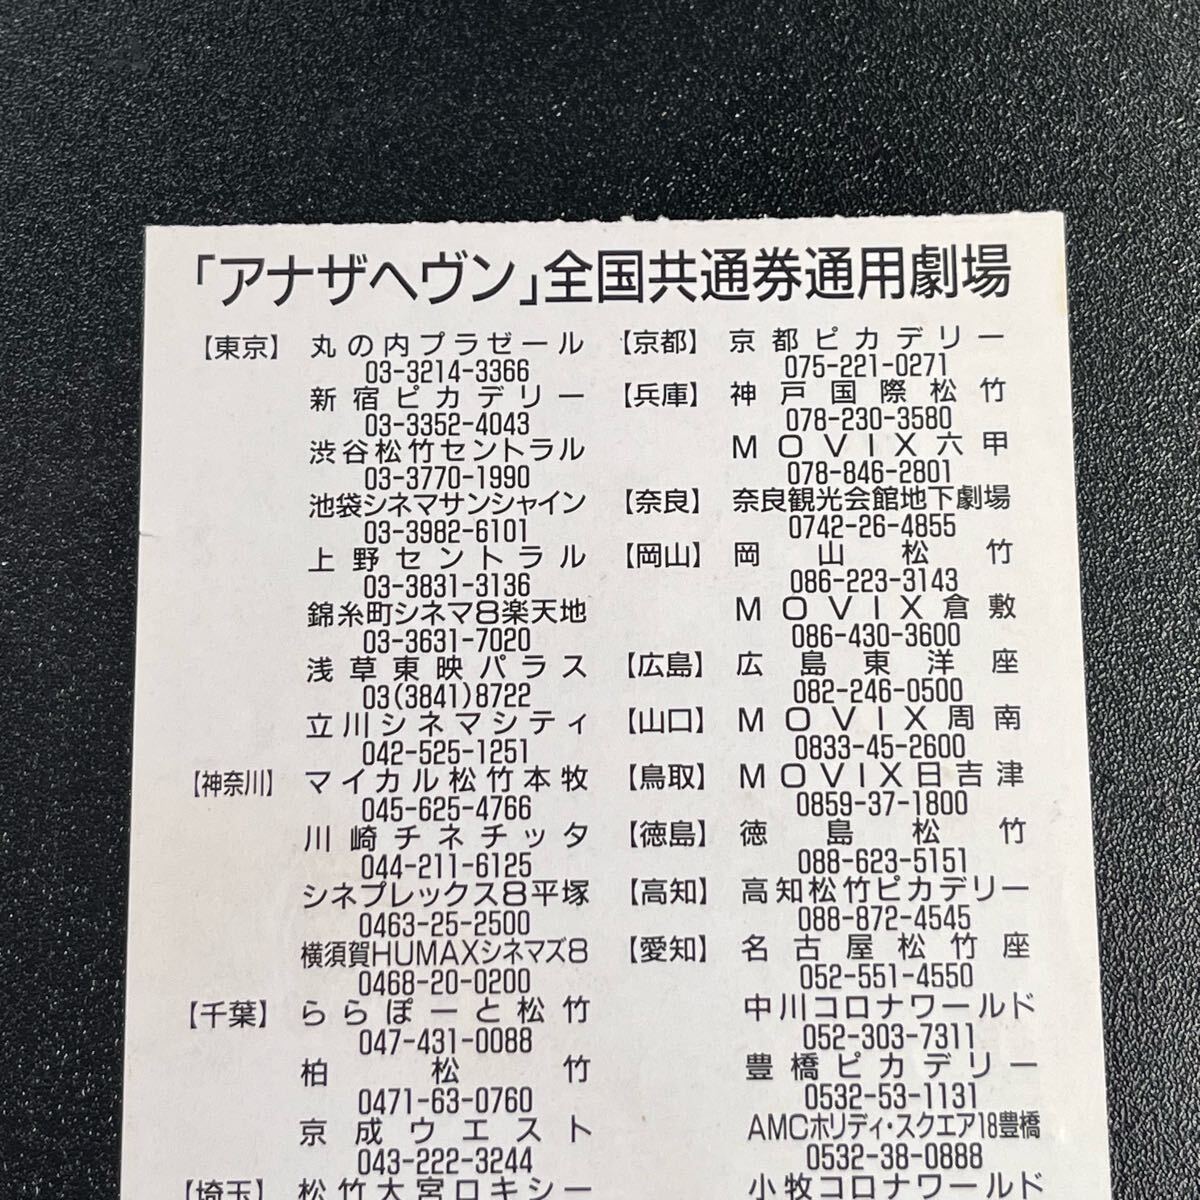 「アナザヘヴン」全国共通券通用劇場
【東京】 丸の内プラゼール
03-3214-3366
新宿ピカデリー
03-3352-4043
渋谷松竹セントラル
03-3770-1990
池袋シネマサンシャイン
03-3982-6101
上野セントラル
03-3831-3136
錦糸町シネマ8楽天地
03-3631-7020
浅草東映パラス
03(3841)8722
立川シネマシティ
042-525-1251
【神奈川】 マイカル松竹本牧
045-625-4766
川崎チネチッタ
044-211-6125
シネプレックス8平塚
0463-25-2500
横須賀HUMAXシネマズ8
0468-20-0200
【千葉】 ららぽーと松竹
047-431-0088
柏松竹
0471-63-0760
京成ウエスト
043-222-3244
【埼玉】 松竹大宮ロキシー
【京都】 京都ピカデリー
075-221-0271
【兵庫】 神戸国際松竹
078-230-3580
MOVIX六甲
078-846-2801
【奈良】 奈良観光会館地下劇場
0742-26-4855
【岡山】 岡山松竹
086-223-3143
MOVIX倉敷
086-430-3600
【広島】 広島東洋座
082-246-0500
【山口】 MOVIX周南
0833-45-2600
【鳥取】 MOVIX日吉津
0859-37-1800
【徳島】 徳島松竹
088-623-5151
【高知】 高知松竹ピカデリー
088-872-4545
【愛知】 名古屋松竹座
052-551-4550
中川コロナワールド
052-303-7311
豊橋ピカデリー
0532-53-1131
AMCホリディ・スクエア18豊橋
0532-38-0888
小牧コロナワールド